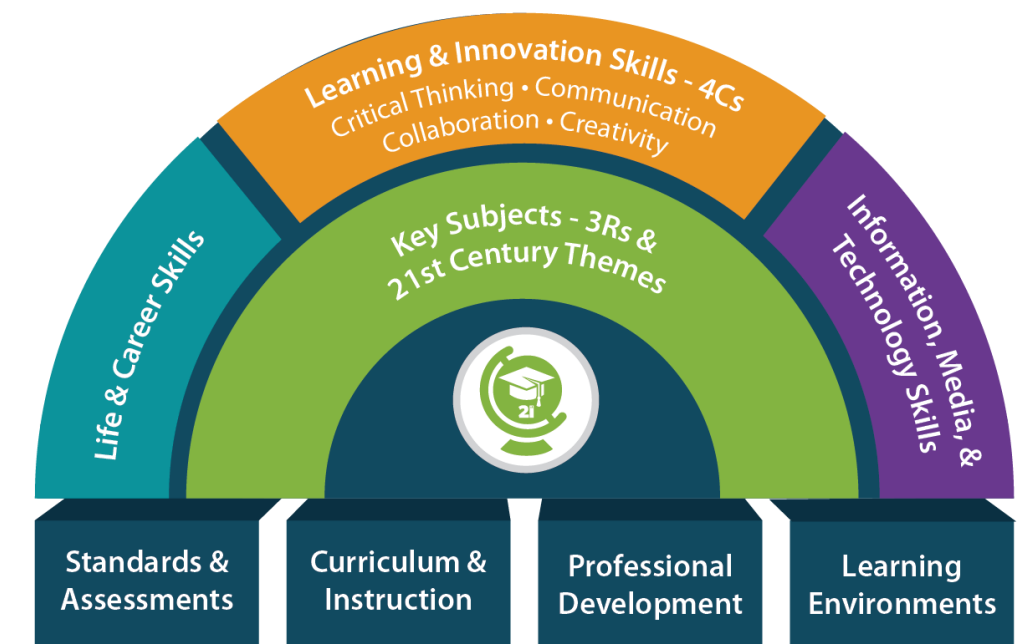 Learning & Innovation Skills - 4Cs
Critical Thinking • Communication
Collaboration • Creativity
Life & Career Skills
Key Subjects - 3Rs &
21st Century Themes
Information, Media, &
Technology Skills
2i
Standards &
Assessments
Curriculum &
Instruction
Professional
Development
Learning
Environments